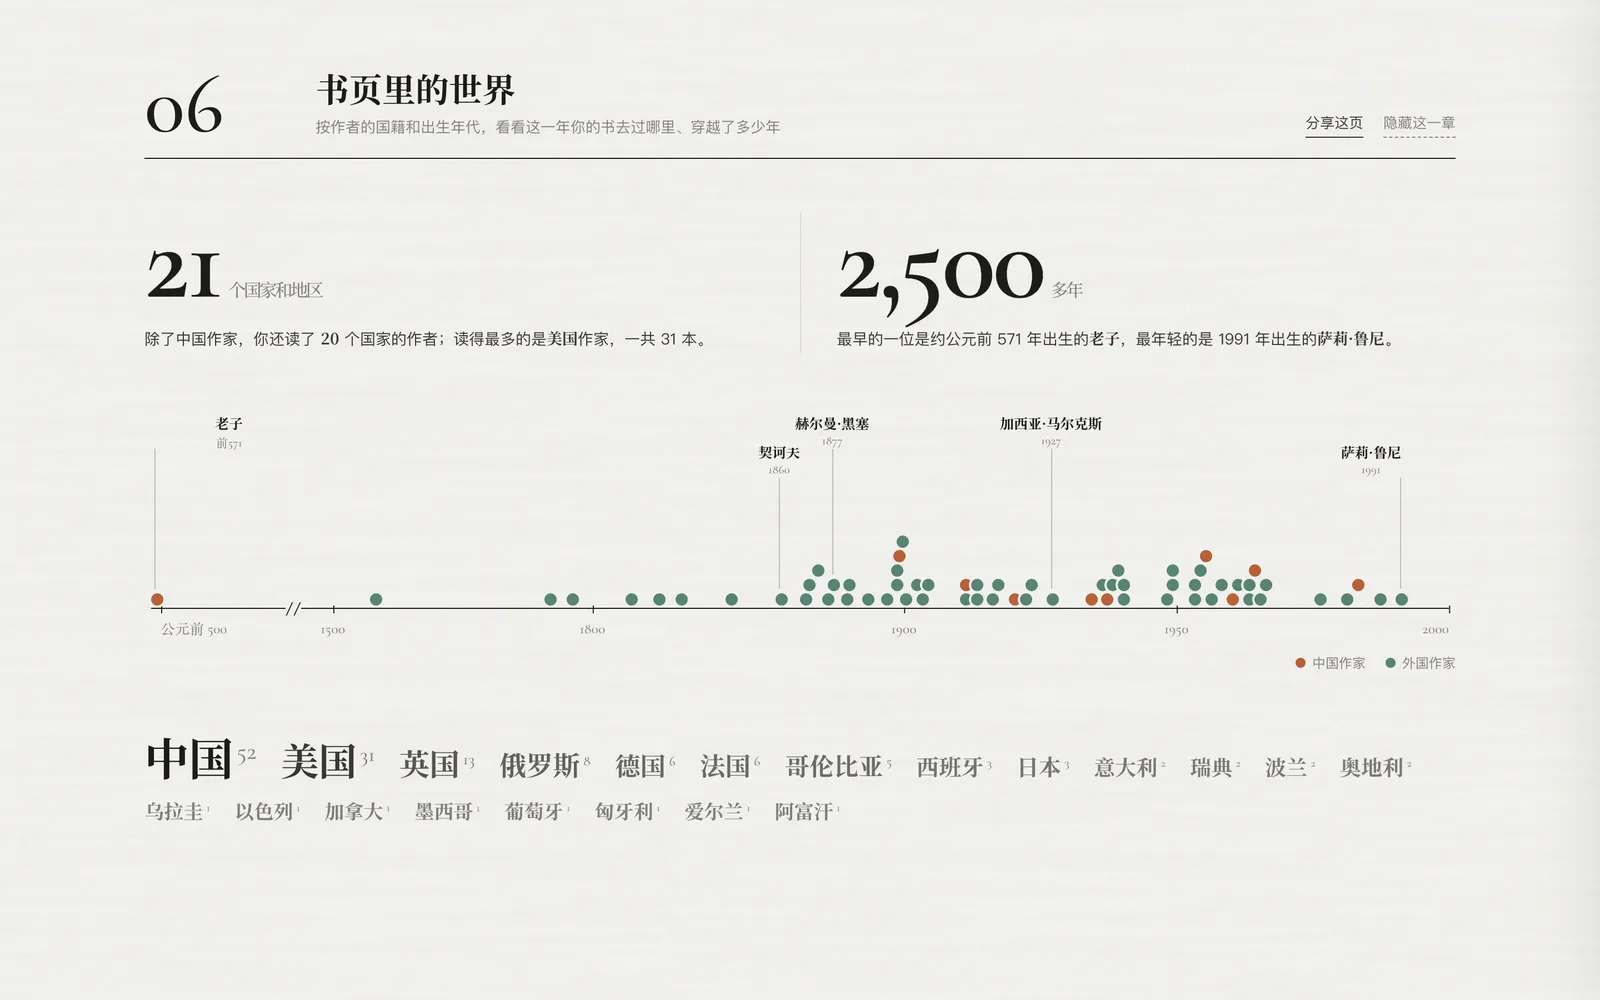 06
书页里的世界
按作者的国籍和出生年代，看看这一年你的书去过哪里、穿越了多少年
分享这页 隐藏这一章
21 个国家和地区
除了中国作家，你还读了 20 个国家的作者；读得最多的是美国作家，一共 31 本。
2,500 多年
最早的一位是约公元前 571 年出生的老子，最年轻的是 1991 年出生的萨莉·鲁尼。
老子
前571
契诃夫
1860
赫尔曼·黑塞
1877
加西亚·马尔克斯
1927
萨莉·鲁尼
1991
公元前 500 1500 1800 1900 1950 2000
中国作家 外国作家
中国 52 美国 31 英国 13 俄罗斯 8 德国 6 法国 6 哥伦比亚 5 西班牙 3 日本 3 意大利 2 瑞典 2 波兰 2 奥地利 2
乌拉圭 1 以色列 1 加拿大 1 墨西哥 1 葡萄牙 1 匈牙利 1 爱尔兰 1 阿富汗 1